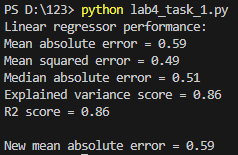 PS D:\123> python lab4_task_1.py
Linear regressor performance:
Mean absolute error = 0.59
Mean squared error = 0.49
Median absolute error = 0.51
Explained variance score = 0.86
R2 score = 0.86
New mean absolute error = 0.59